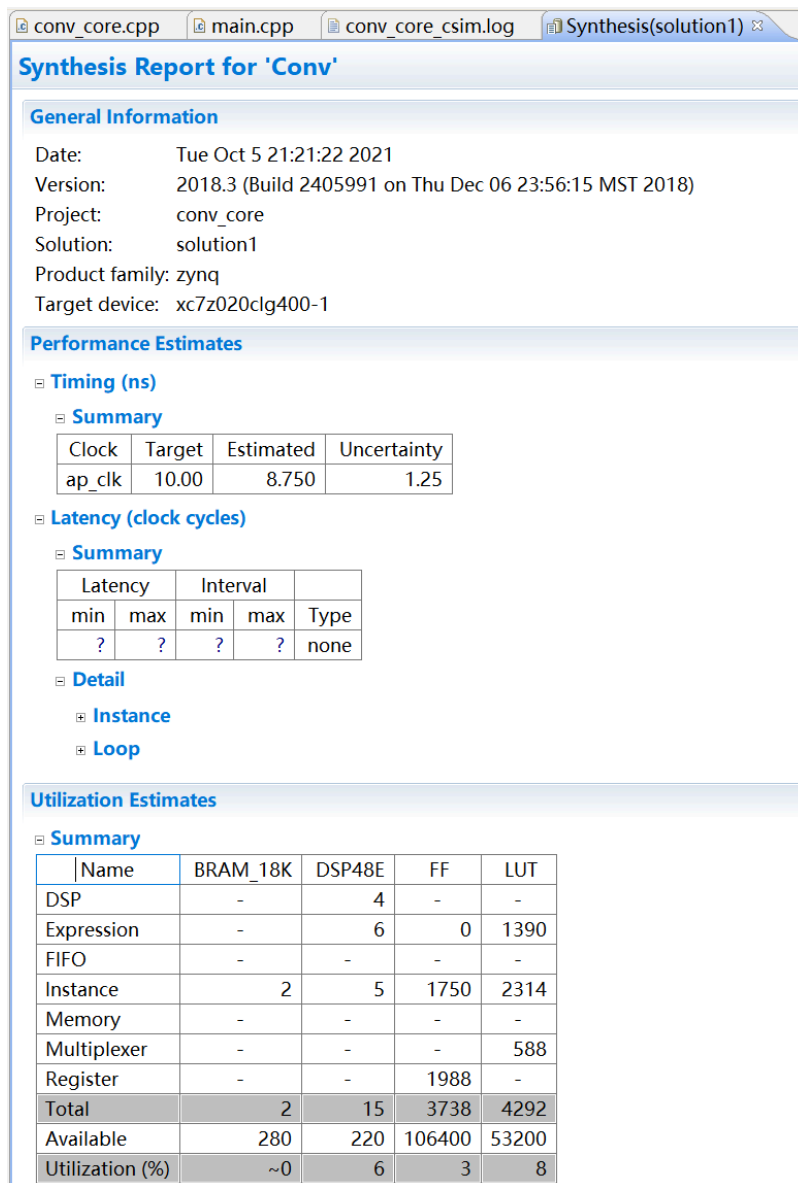 conv_core.cpp main.cpp conv_core_csim.log Synthesis(solution1)
Synthesis Report for 'Conv'
General Information
Date: Tue Oct 5 21:21:22 2021
Version: 2018.3 (Build 2405991 on Thu Dec 06 23:56:15 MST 2018)
Project: conv_core
Solution: solution1
Product family: zynq
Target device: xc7z020clg400-1
Performance Estimates
Timing (ns)
Summary
Clock Target Estimated Uncertainty
ap_clk 10.00 8.750 1.25
Latency (clock cycles)
Summary
Latency Interval
min max min max Type
? ? ? ? none
Detail
Instance
Loop
Utilization Estimates
Summary
Name BRAM_18K DSP48E FF LUT
DSP - 4 - -
Expression - 6 0 1390
FIFO - - - -
Instance 2 5 1750 2314
Memory - - - -
Multiplexer - - - 588
Register - - 1988 -
Total 2 15 3738 4292
Available 280 220 106400 53200
Utilization (%) ~0 6 3 8